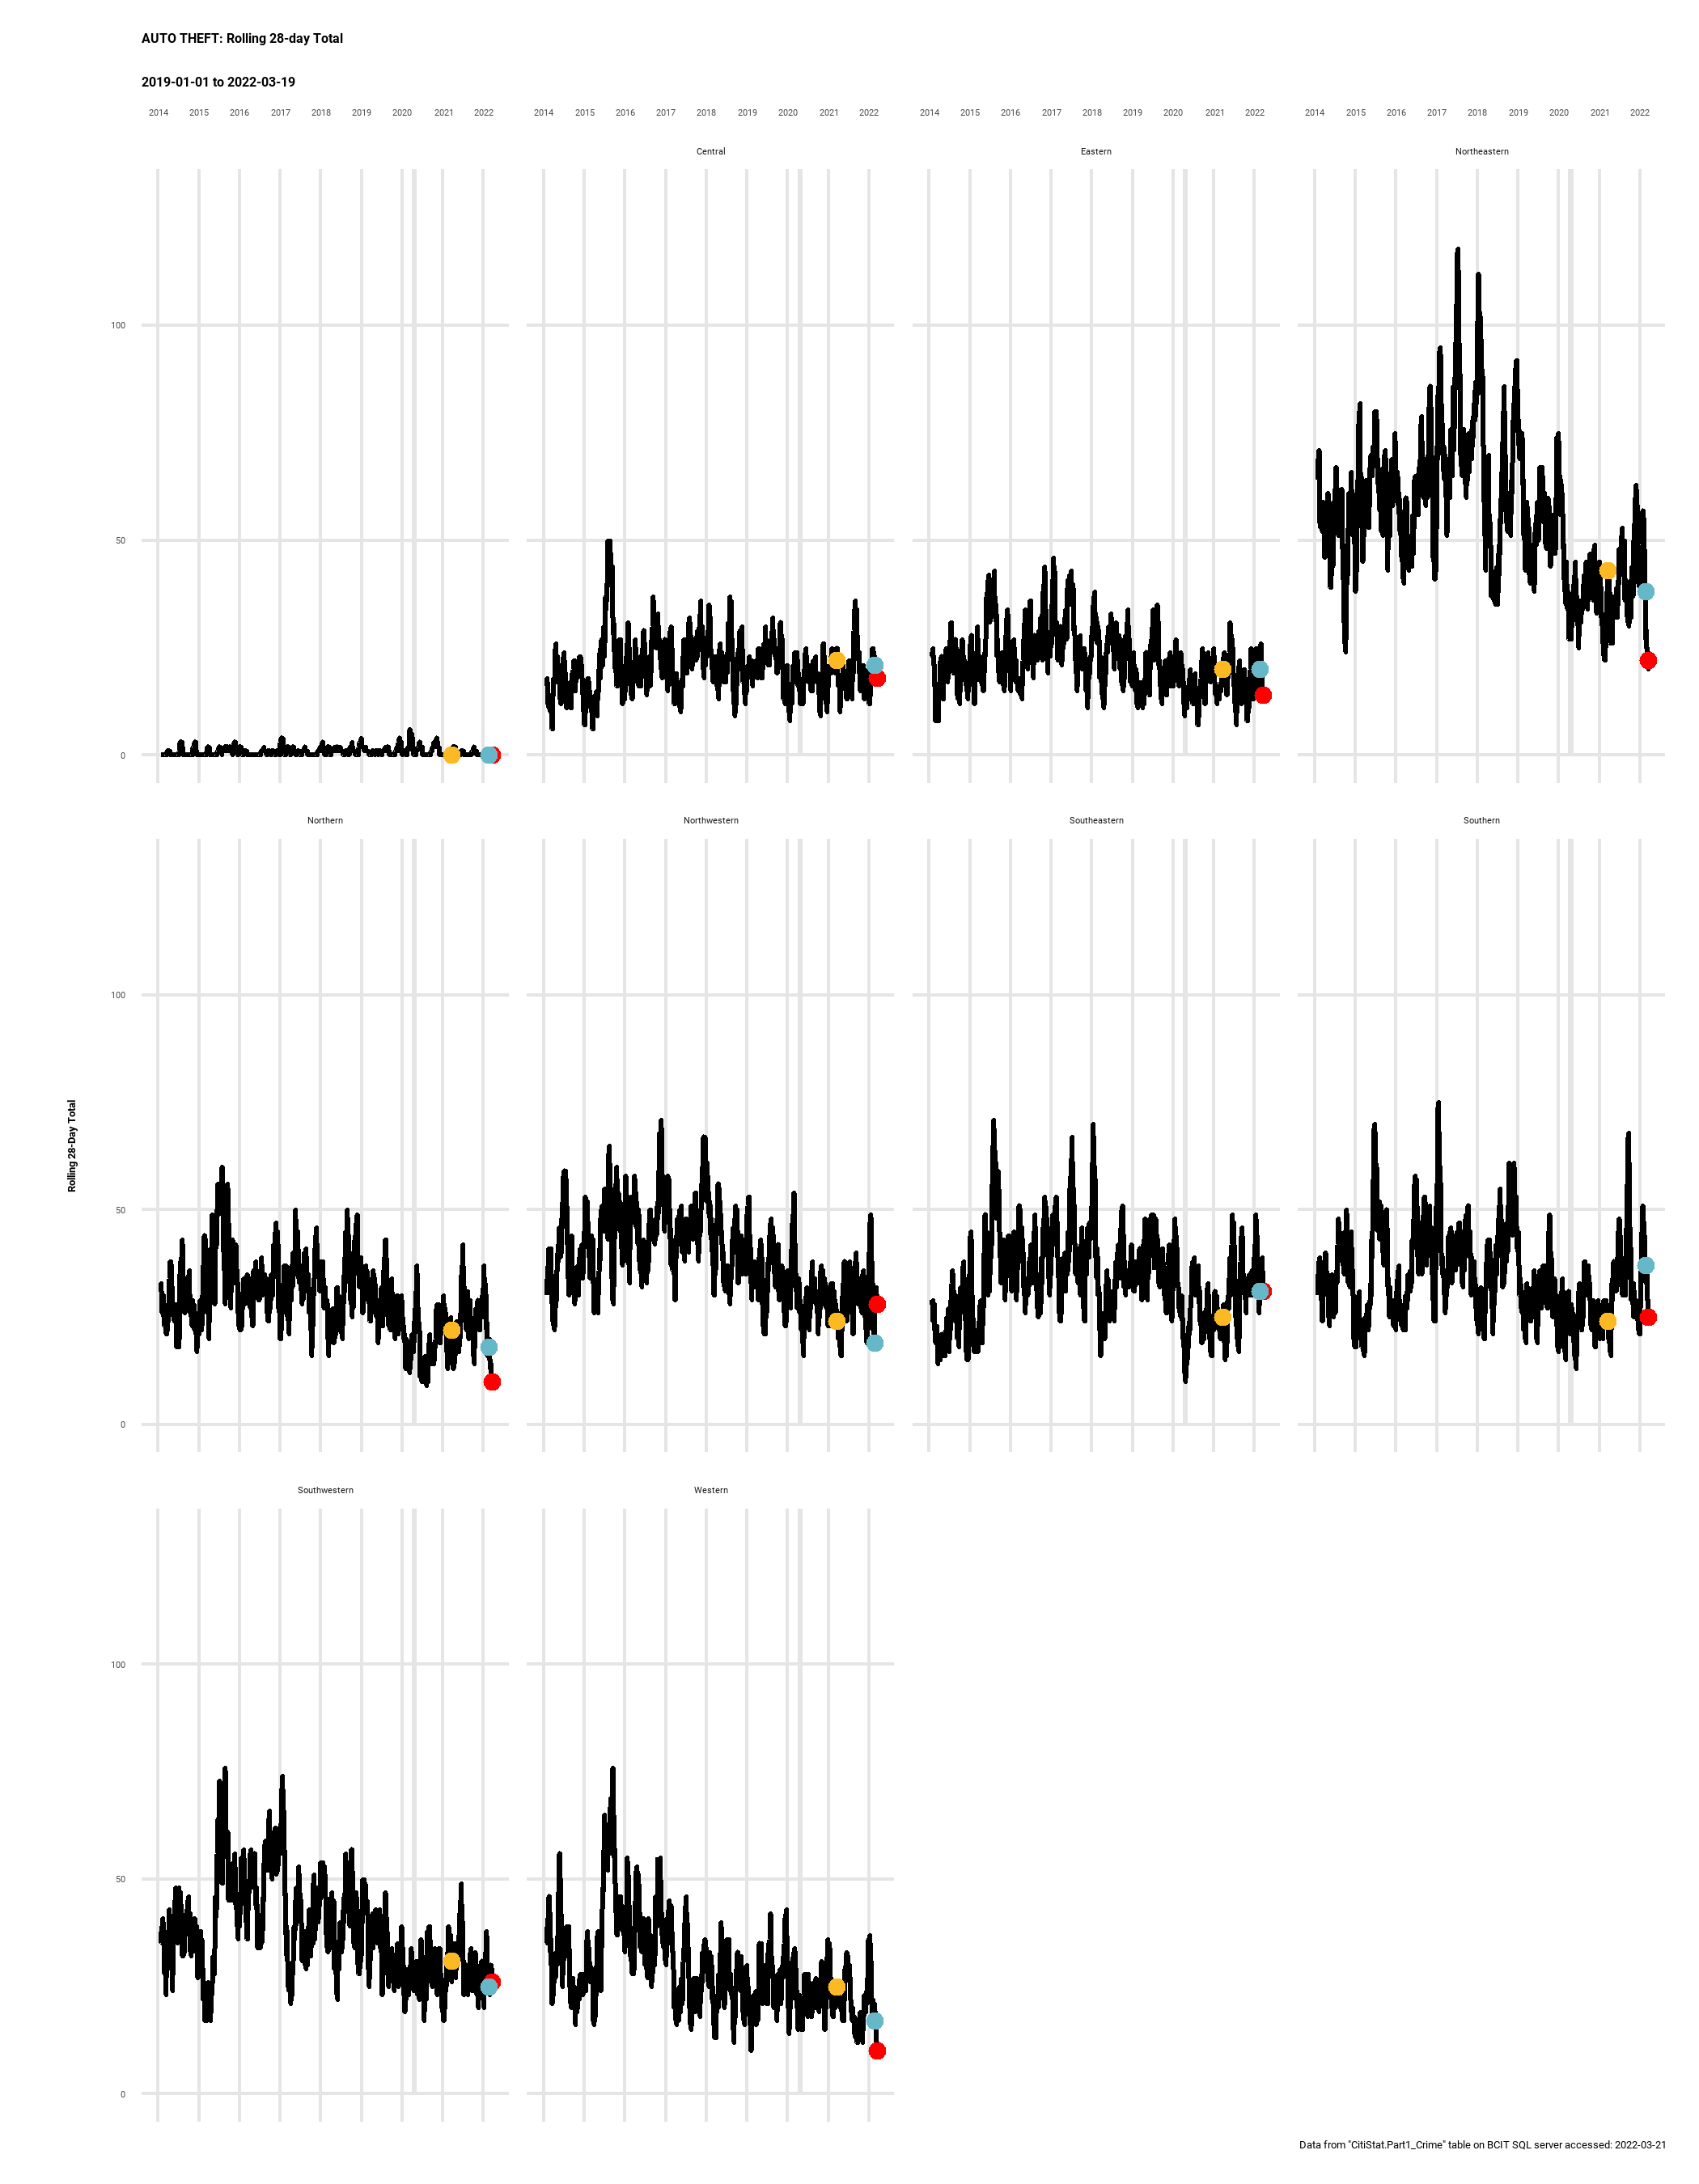 AUTO THEFT: Rolling 28-day Total
2019-01-01 to 2022-03-19
2014 2015 2016 2017 2018 2019 2020 2021 2022 2014 2015 2016 2017 2018 2019 2020 2021 2022 2014 2015 2016 2017 2018 2019 2020 2021 2022 2014 2015 2016 2017 2018 2019 2020 2021 2022
Central Eastern Northeastern
100
50
0
Northern Northwestern Southeastern Southern
100
Rolling 28-Day Total
50
0
Southwestern Western
100
50
0
Data from "CitiStat.Part1_Crime" table on BCIT SQL server accessed: 2022-03-21